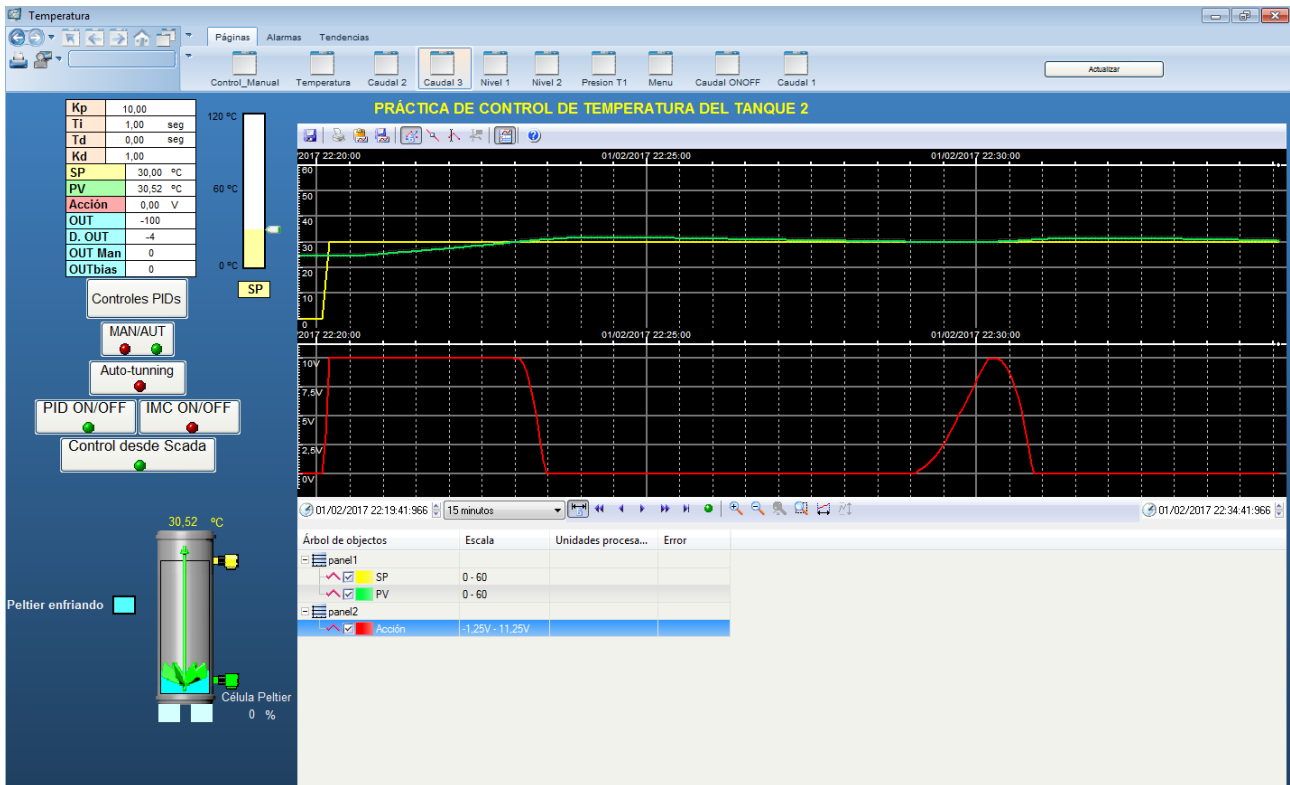 Temperatura
Páginas Alarmas Tendencias
Control_Manual Temperatura Caudal 2 Caudal 3 Nivel 1 Nivel 2 Presion T1 Menu Caudal ONOFF Caudal 1
Actualizar
PRÁCTICA DE CONTROL DE TEMPERATURA DEL TANQUE 2
Kp 10,00
Ti 1,00 seg
Td 0,00 seg
Kd 1,00
SP 30,00 ºC
PV 30,52 ºC
Acción 0,00 V
OUT -100
D. OUT -4
OUT Man 0
OUTbias 0
120 ºC
60 ºC
0 ºC
SP
Controles PIDs
MAN/AUT
Auto-tunning
PID ON/OFF IMC ON/OFF
Control desde Scada
30,52 ºC
Peltier enfriando
Célula Peltier
0 %
/2017 22:20:00 01/02/2017 22:25:00 01/02/2017 22:30:00
60
50
40
30
20
10
0
2017 22:20:00 01/02/2017 22:25:00 01/02/2017 22:30:00
10V
7.5V
5V
2.5V
0V
01/02/2017 22:19:41:966 15 minutos 01/02/2017 22:34:41:966
Árbol de objectos Escala Unidades procesa... Error
panel1
SP 0 - 60
PV 0 - 60
panel2
Acción -1,25V - 11,25V